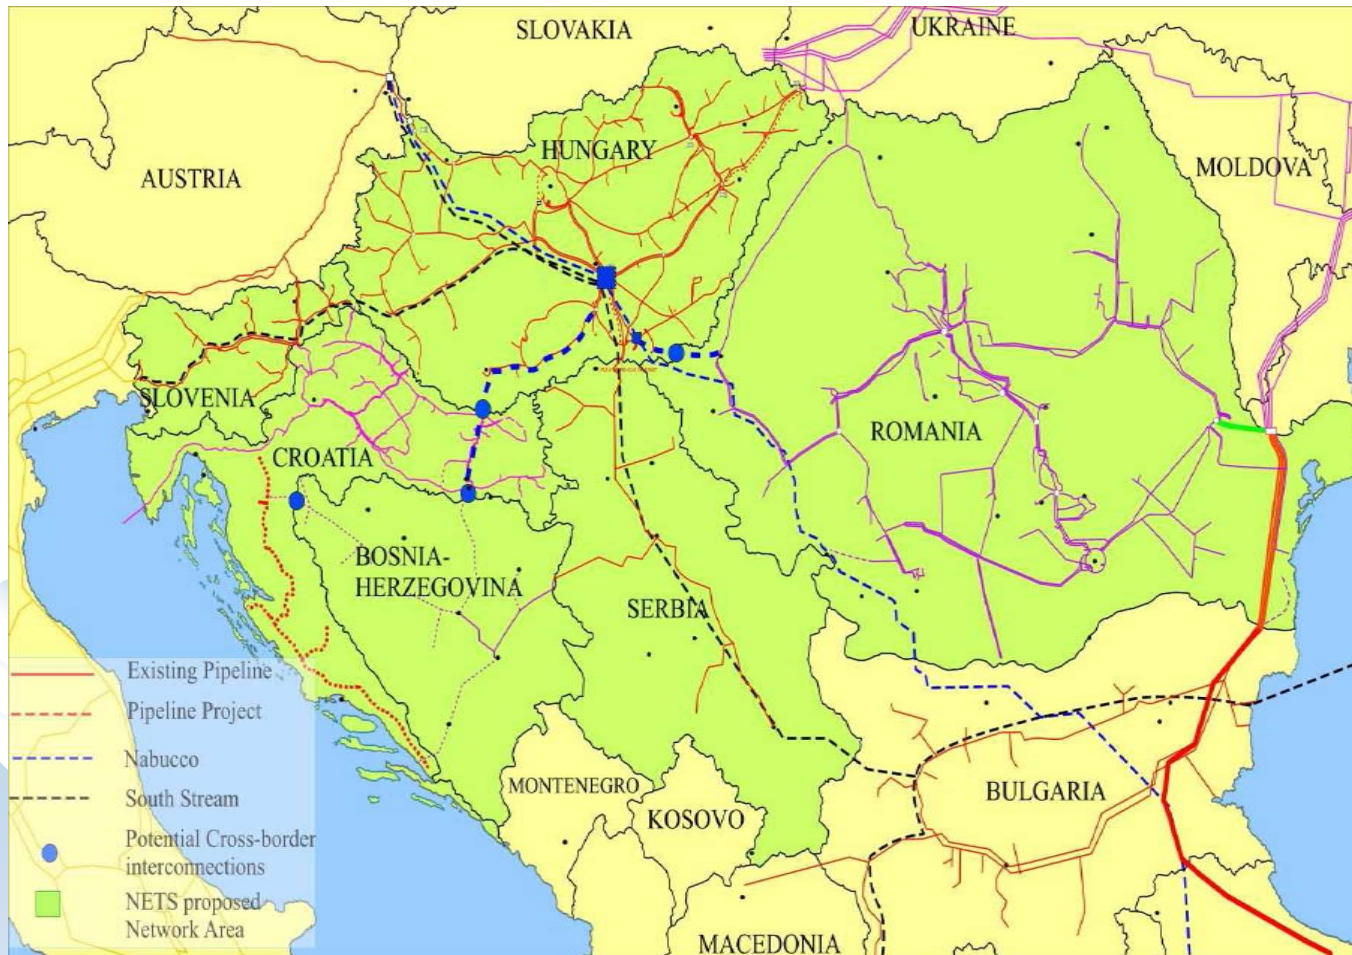 SLOVAKIA
UKRAINE
HUNGARY
MOLDOVA
AUSTRIA
SLOVENIA
ROMANIA
CROATIA
BOSNIA-
HERZEGOVINA
SERBIA
MONTENEGRO
KOSOVO
BULGARIA
MACEDONIA
Existing Pipeline
Pipeline Project
Nabucco
South Stream
Potential Cross-border
interconnections
NETS proposed
Network Area